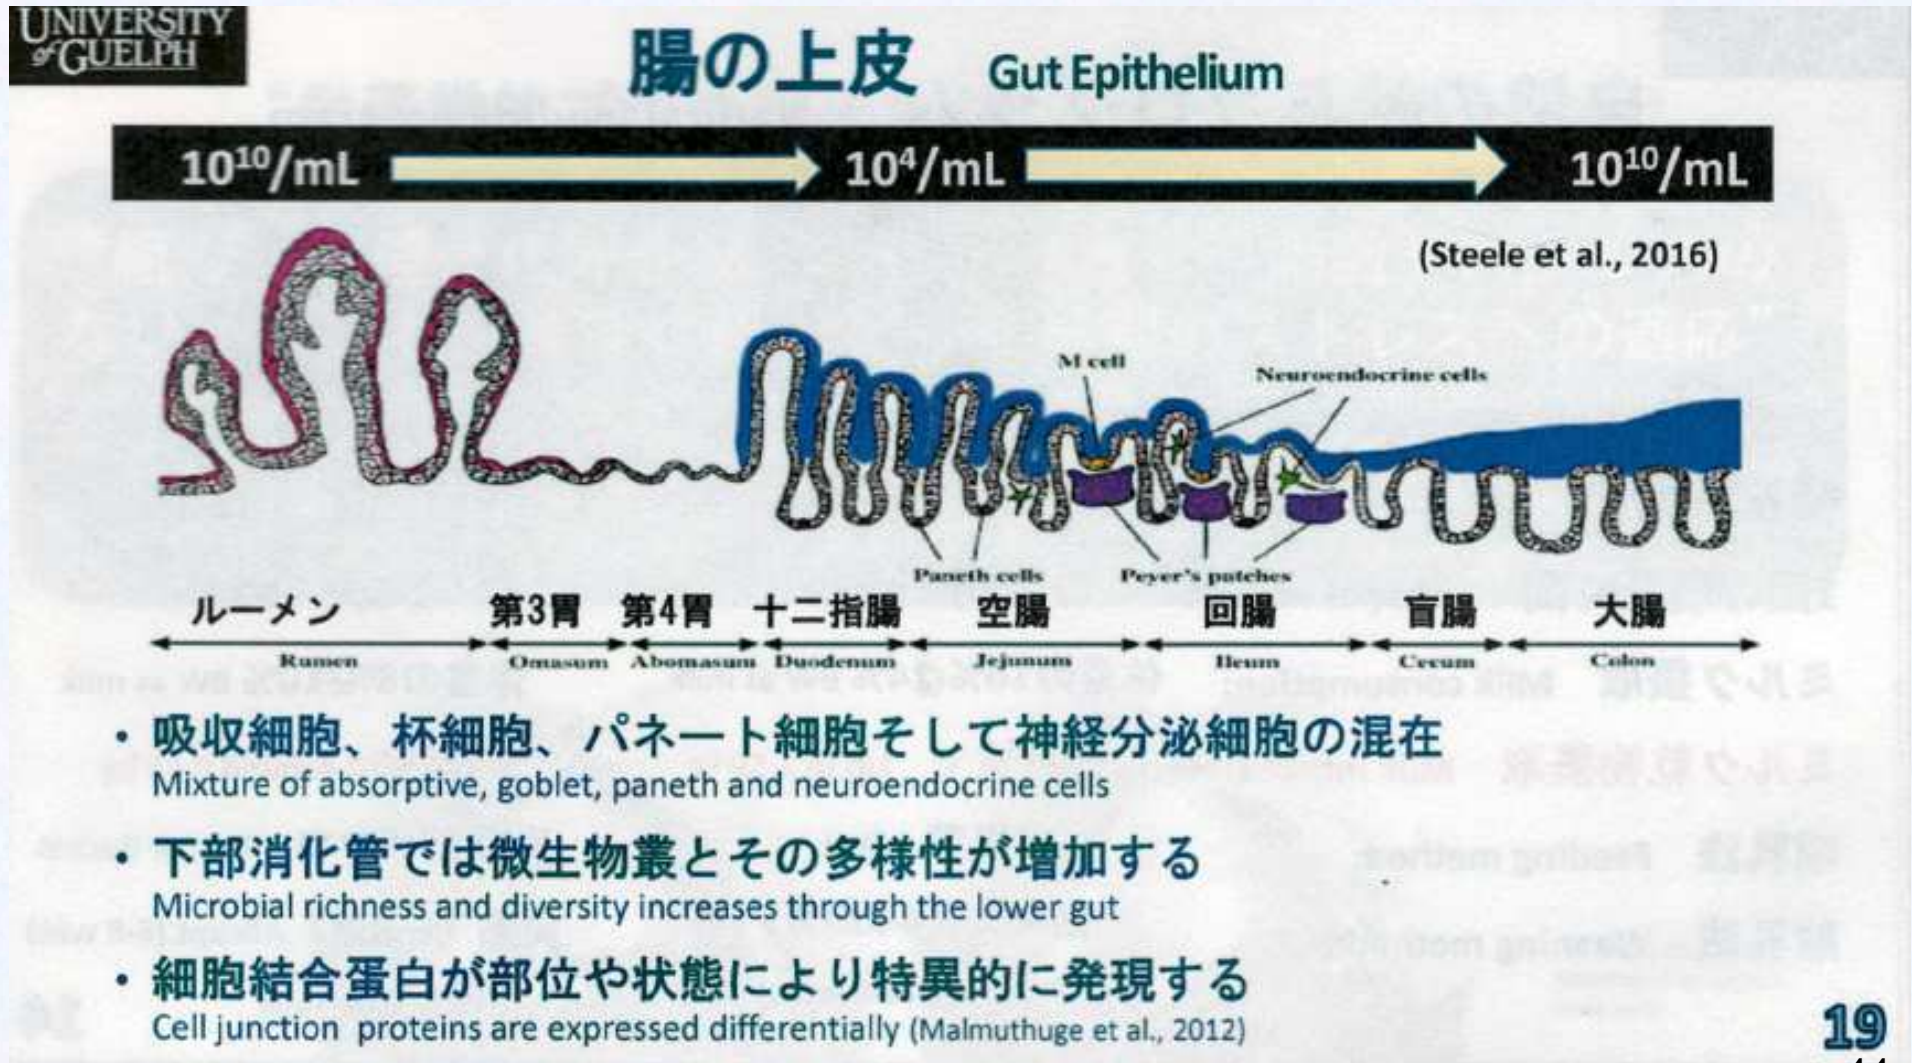 UNIVERSITY
of GUELPH
腸の上皮 Gut Epithelium
10¹⁰/mL 10⁴/mL 10¹⁰/mL
(Steele et al., 2016)
M cell
Neuroendocrine cells
Paneth cells Peyer's patches
ルーメン 第3胃 第4胃 十二指腸 空腸 回腸 盲腸 大腸
Rumen Omasum Abomasum Duodenum Jejunum Ileum Cecum Colon
・吸収細胞、杯細胞、パネート細胞そして神経分泌細胞の混在
Mixture of absorptive, goblet, paneth and neuroendocrine cells
・下部消化管では微生物叢とその多様性が増加する
Microbial richness and diversity increases through the lower gut
・細胞結合蛋白が部位や状態により特異的に発現する
Cell junction proteins are expressed differentially (Malmuthuge et al., 2012)
19